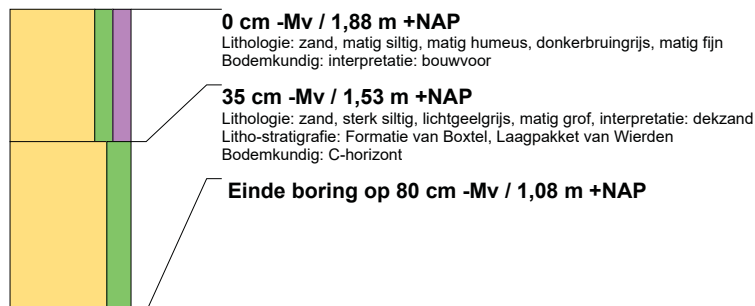 0 cm -Mv / 1,88 m +NAP
Lithologie: zand, matig siltig, matig humeus, donkerbruingrijs, matig fijn
Bodemkundig: interpretatie: bouwvoor
35 cm -Mv / 1,53 m +NAP
Lithologie: zand, sterk siltig, lichtgeelgrijs, matig grof, interpretatie: dekzand
Litho-stratigrafie: Formatie van Boxtel, Laagpakket van Wierden
Bodemkundig: C-horizont
Einde boring op 80 cm -Mv / 1,08 m +NAP